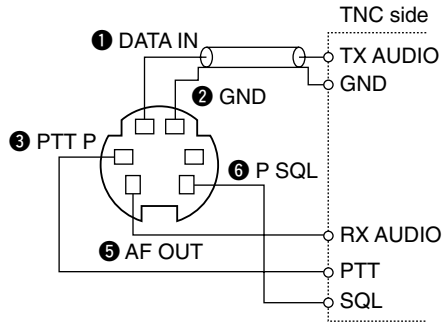 TNC side
❶ DATA IN
TX AUDIO
❷ GND
GND
❸ PTT P
❻ P SQL
❺ AF OUT
RX AUDIO
PTT
SQL